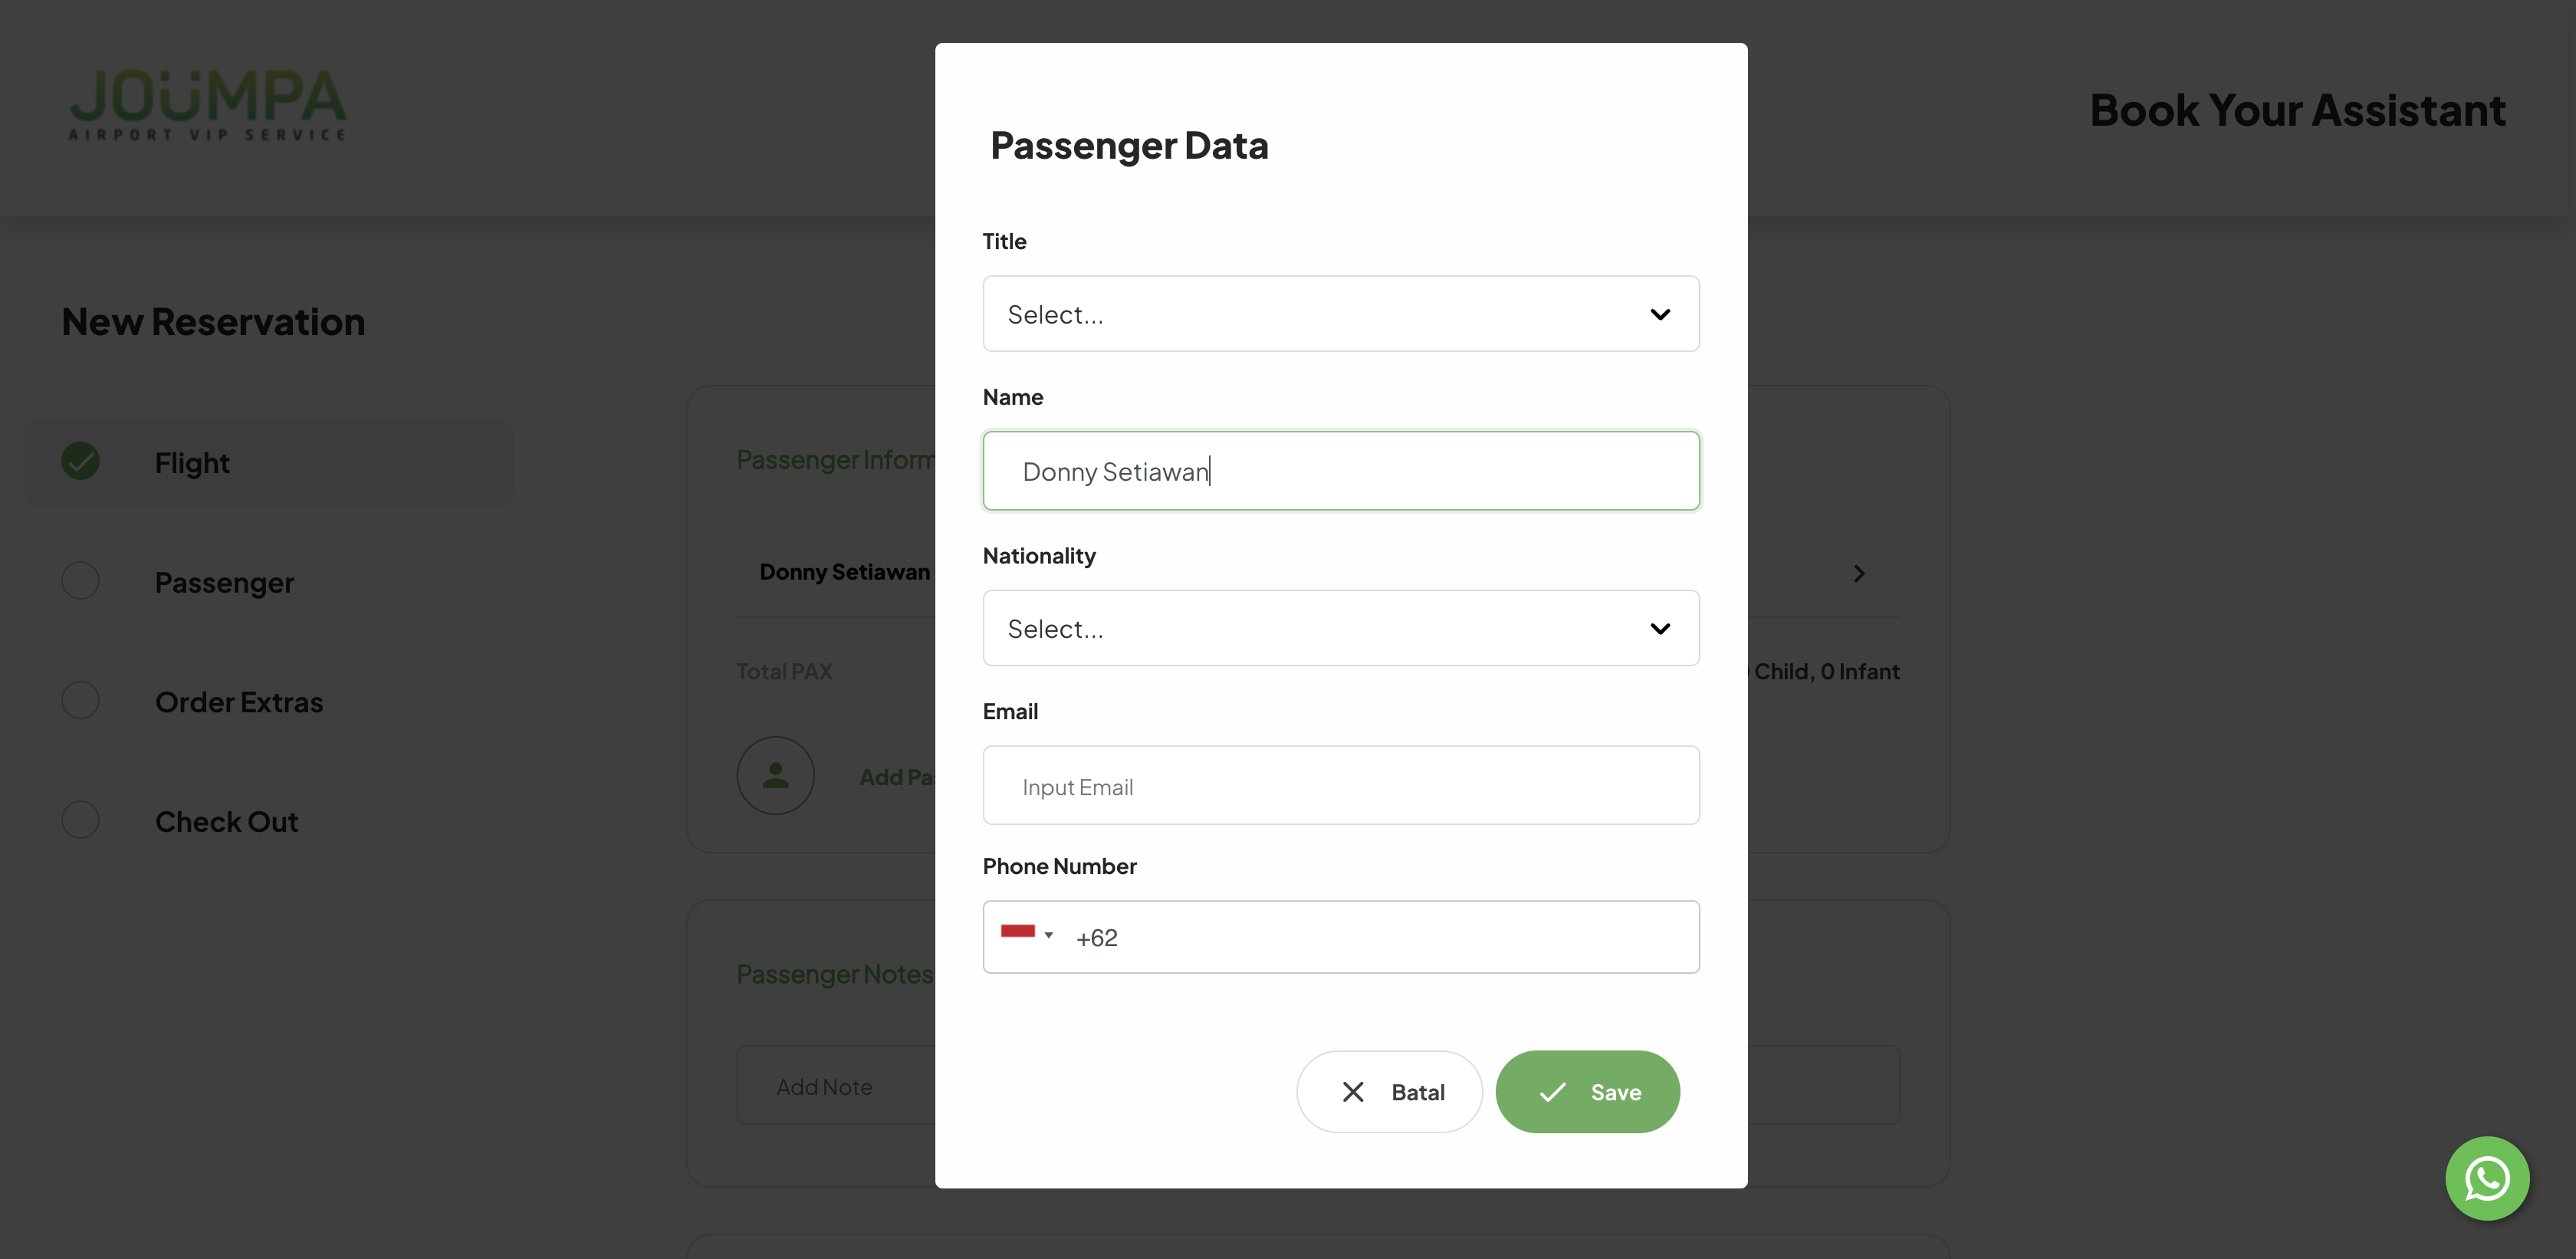 JOÜMPA
AIRPORT VIP SERVICE
Book Your Assistant
New Reservation
Flight
Passenger
Order Extras
Check Out
Passenger Inform
Donny Setiawan
Total PAX
Child, 0 Infant
Add Pas
Passenger Notes
Add Note
Passenger Data
Title
Select...
Name
Donny Setiawan
Nationality
Select...
Email
Input Email
Phone Number
+62
Batal
Save